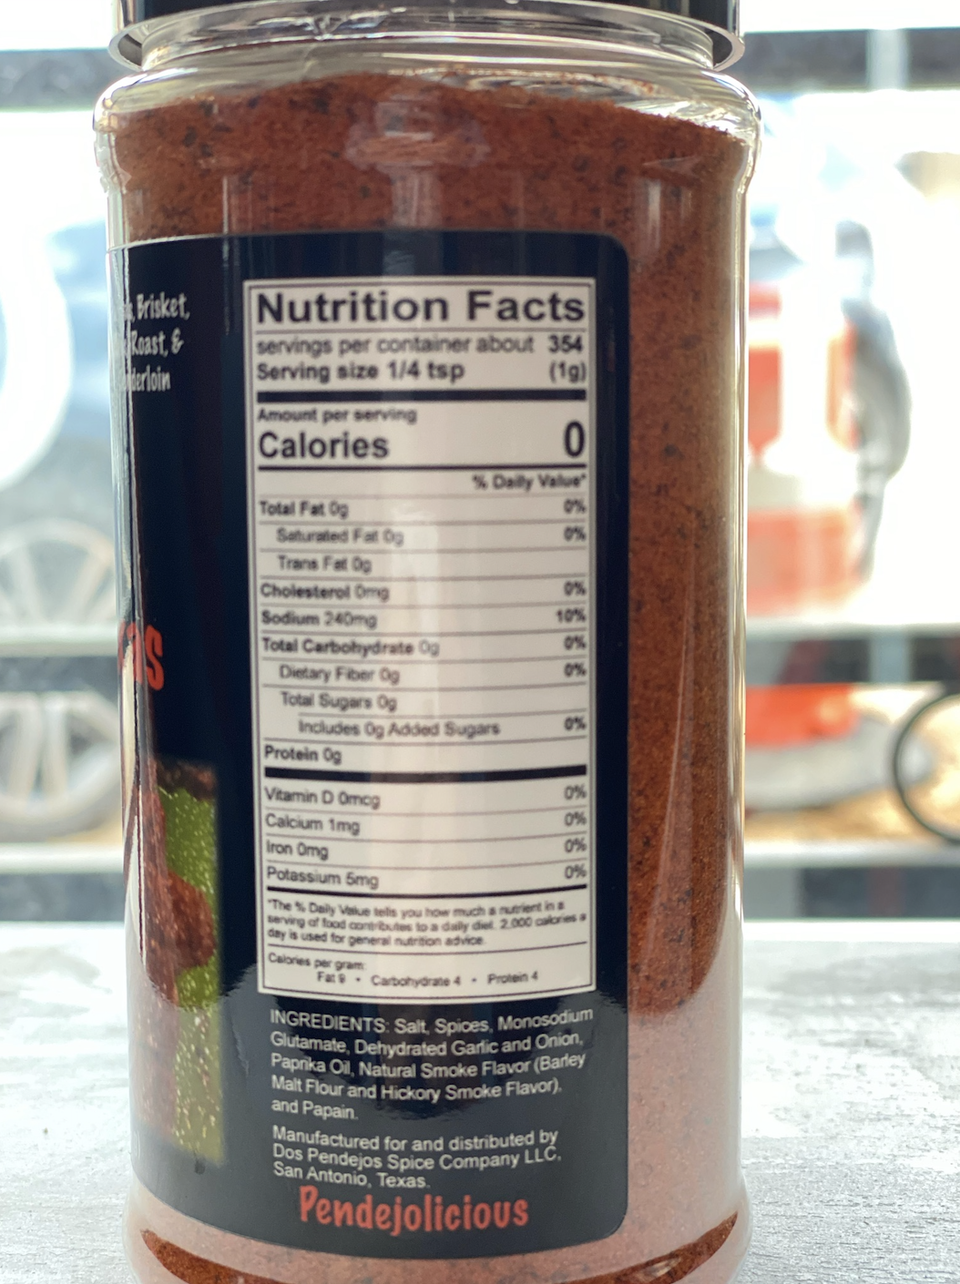 Brisket,
Roast, &
Nutrition Facts
servings per container about 354
Serving size 1/4 tsp (1g)
Amount per serving
Calories 0
% Daily Value*
Total Fat 0g 0%
Saturated Fat 0g 0%
Trans Fat 0g
Cholesterol 0mg 0%
Sodium 240mg 10%
Total Carbohydrate 0g 0%
Dietary Fiber 0g 0%
Total Sugars 0g
Includes 0g Added Sugars 0%
Protein 0g
Vitamin D 0mcg 0%
Calcium 1mg 0%
Iron 0mg 0%
Potassium 5mg 0%
*The % Daily Value tells you how much a nutrient in a
serving of food contributes to a daily diet. 2,000 calories a
day is used for general nutrition advice.
Calories per gram:
Fat 9 • Carbohydrate 4 • Protein 4
INGREDIENTS: Salt, Spices, Monosodium
Glutamate, Dehydrated Garlic and Onion,
Paprika Oil, Natural Smoke Flavor (Barley
Malt Flour and Hickory Smoke Flavor),
and Papain.
Manufactured for and distributed by
Dos Pendejos Spice Company LLC,
San Antonio, Texas.
Pendejolicious